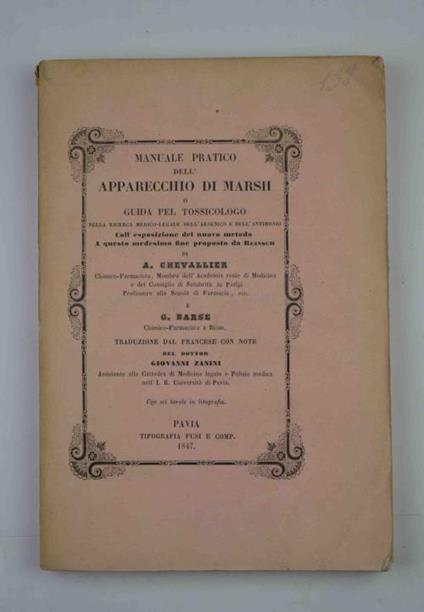 138
MANUALE PRATICO
DELL'
APPARECCHIO DI MARSH
O
GUIDA PEL TOSSICOLOGO
NELLA RICERCA MEDICO-LEGALE DELL'ARSENICO E DELL'ANTIMONIO
Coll' esposizione del nuovo metodo
A questo medesimo fine proposto da REINSCH
DI
A. CHEVALLIER
Chimico-Farmacista, Membro dell'Academia reale di Medicina
e del Consiglio di Salubrità in Parigi
Professore alla Scuola di Farmacia, ecc.
E
G. BARSE
Chimico-Farmacista a Riom.
TRADUZIONE DAL FRANCESE CON NOTE
DEL DOTTOR
GIOVANNI ZANINI
Assistente alla Cattedra di Medicina legale e Polizia medica
nell' I. R. Università di Pavia.
Con sei tavole in litografia.
PAVIA
TIPOGRAFIA FUSI E COMP.
1847.